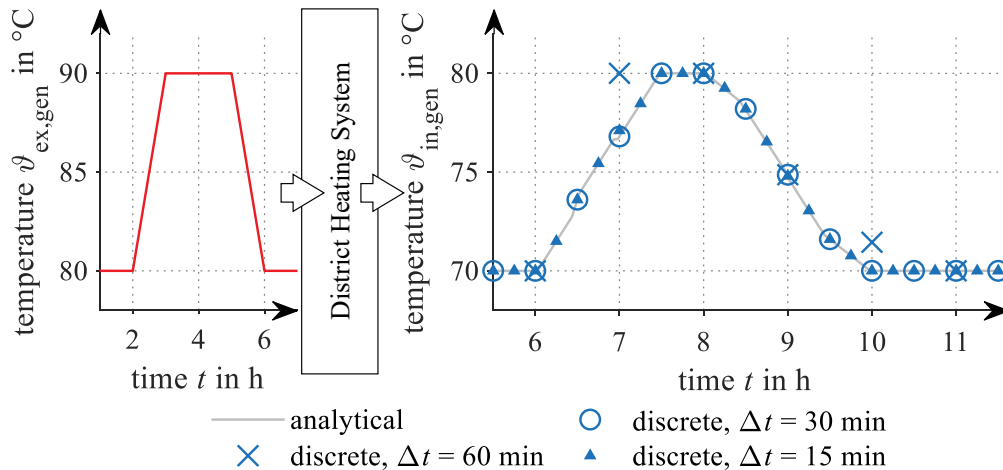 temperature ϑex,gen in °C
90
85
80
2
4
6
time t in h
District Heating System
temperature ϑin,gen in °C
80
75
70
6
7
8
9
10
11
time t in h
analytical
discrete, Δt = 30 min
discrete, Δt = 60 min
discrete, Δt = 15 min